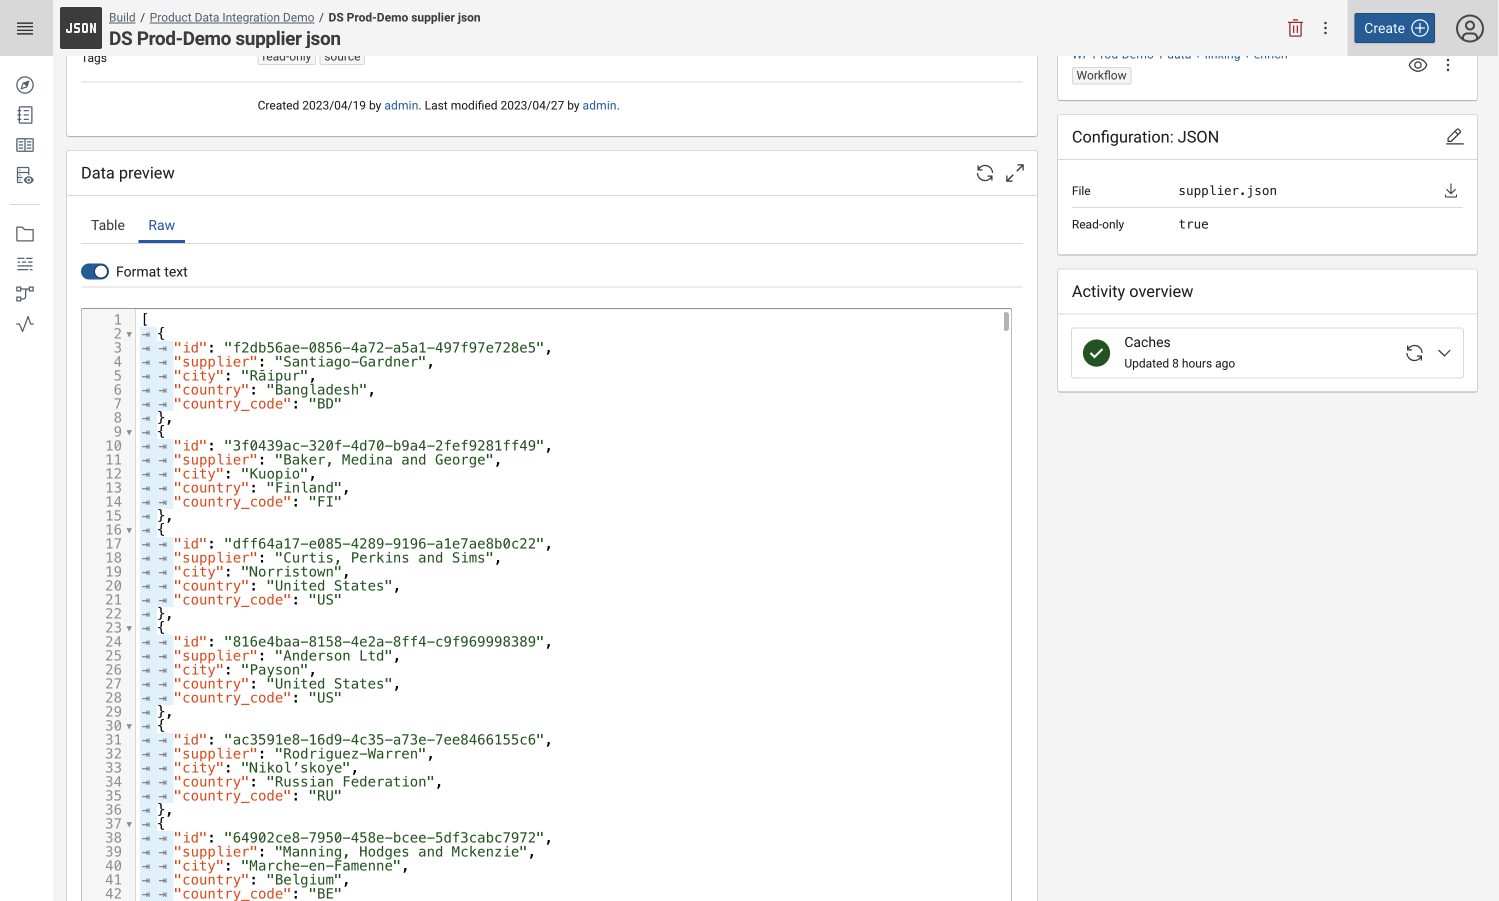 JSON
Build / Product Data Integration Demo / DS Prod-Demo supplier json
DS Prod-Demo supplier json
Create
Tags
read-only source
Created 2023/04/19 by admin. Last modified 2023/04/27 by admin.
Workflow
Data preview
Table Raw
Format text
1 [
2 {
3 "id": "f2db56ae-0856-4a72-a5a1-497f97e728e5",
4 "supplier": "Santiago-Gardner",
5 "city": "Rāipur",
6 "country": "Bangladesh",
7 "country_code": "BD"
8 },
9 {
10 "id": "3f0439ac-320f-4d70-b9a4-2fef9281ff49",
11 "supplier": "Baker, Medina and George",
12 "city": "Kuopio",
13 "country": "Finland",
14 "country_code": "FI"
15 },
16 {
17 "id": "dff64a17-e085-4289-9196-a1e7ae8b0c22",
18 "supplier": "Curtis, Perkins and Sims",
19 "city": "Norristown",
20 "country": "United States",
21 "country_code": "US"
22 },
23 {
24 "id": "816e4baa-8158-4e2a-8ff4-c9f969998389",
25 "supplier": "Anderson Ltd",
26 "city": "Payson",
27 "country": "United States",
28 "country_code": "US"
29 },
30 {
31 "id": "ac3591e8-16d9-4c35-a73e-7ee8466155c6",
32 "supplier": "Rodriguez-Warren",
33 "city": "Nikol’skoye",
34 "country": "Russian Federation",
35 "country_code": "RU"
36 },
37 {
38 "id": "64902ce8-7950-458e-bcee-5df3cabc7972",
39 "supplier": "Manning, Hodges and Mckenzie",
40 "city": "Marche-en-Famenne",
41 "country": "Belgium",
42 "country_code": "BE"
Configuration: JSON
File supplier.json
Read-only true
Activity overview
Caches
Updated 8 hours ago